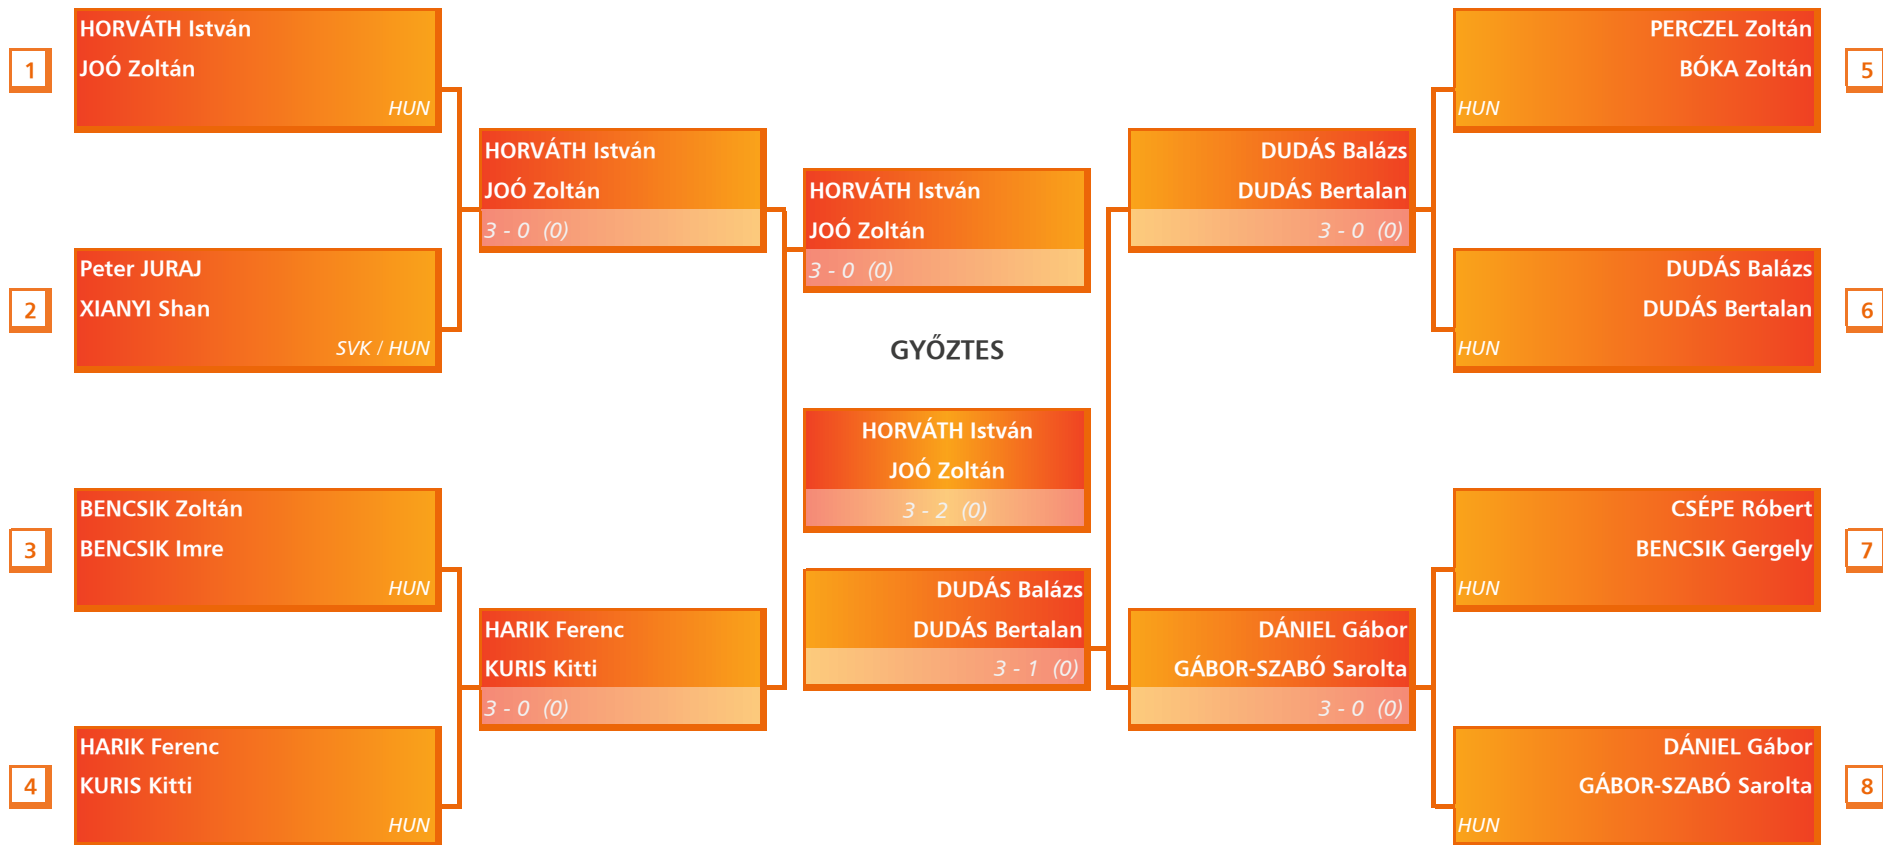 1
HORVÁTH István
JOÓ Zoltán
HUN
2
Peter JURAJ
XIANYI Shan
SVK / HUN
3
BENCSIK Zoltán
BENCSIK Imre
HUN
4
HARIK Ferenc
KURIS Kitti
HUN
HORVÁTH István
JOÓ Zoltán
3 - 0 (0)
HARIK Ferenc
KURIS Kitti
3 - 0 (0)
HORVÁTH István
JOÓ Zoltán
3 - 0 (0)
GYŐZTES
HORVÁTH István
JOÓ Zoltán
3 - 2 (0)
DUDÁS Balázs
DUDÁS Bertalan
3 - 1 (0)
DUDÁS Balázs
DUDÁS Bertalan
3 - 0 (0)
DÁNIEL Gábor
GÁBOR-SZABÓ Sarolta
3 - 0 (0)
PERCZEL Zoltán
BÓKA Zoltán
HUN
5
DUDÁS Balázs
DUDÁS Bertalan
HUN
6
CSÉPE Róbert
BENCSIK Gergely
HUN
7
DÁNIEL Gábor
GÁBOR-SZABÓ Sarolta
HUN
8